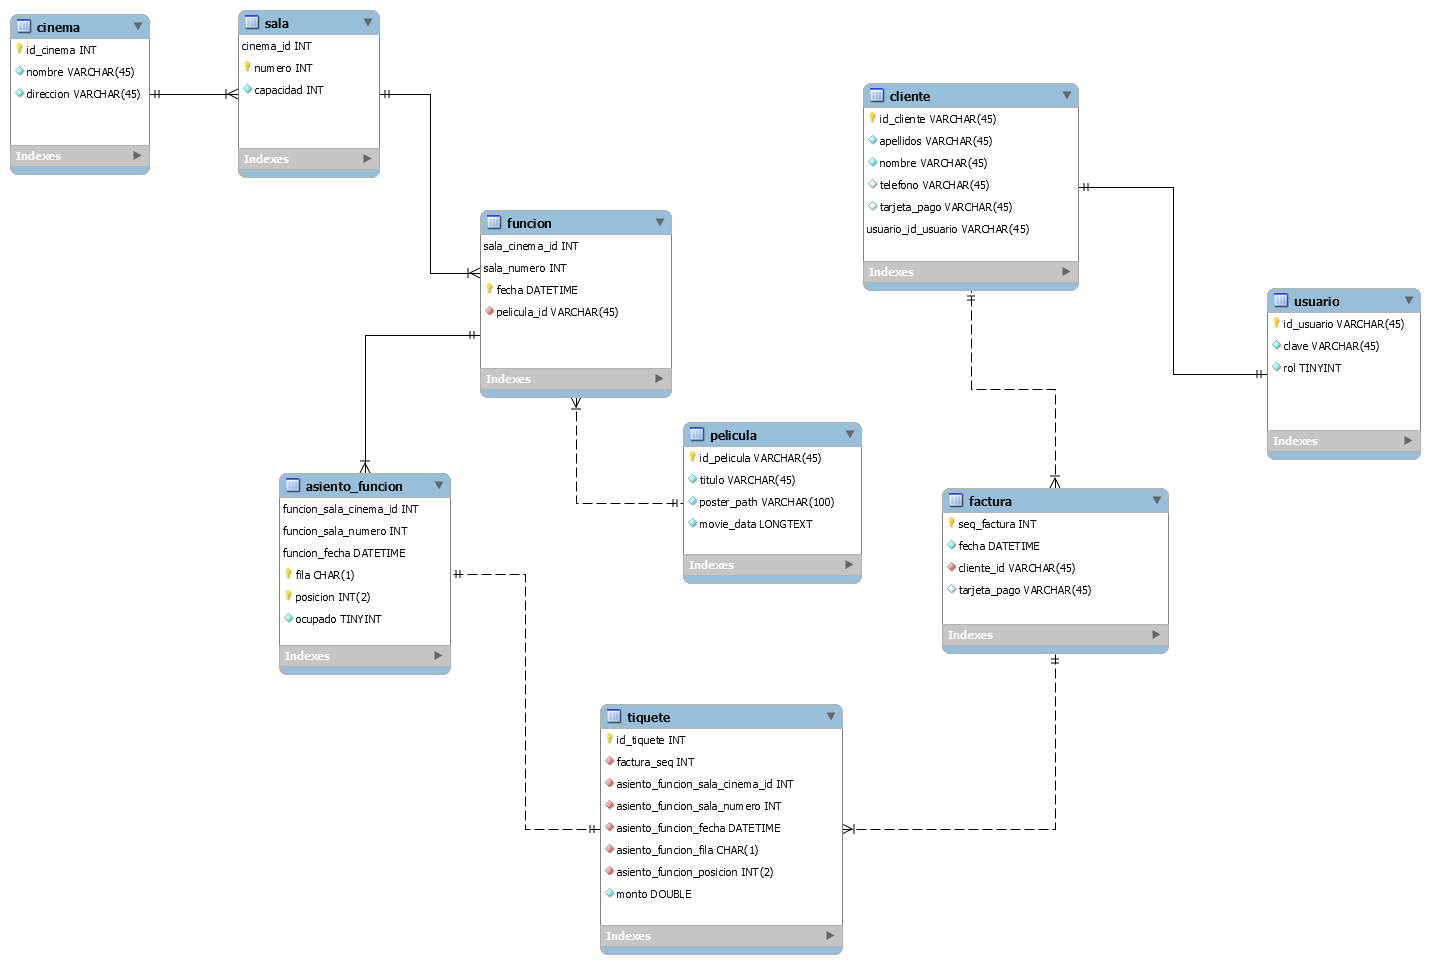 cinema
id_cinema INT
nombre VARCHAR(45)
direccion VARCHAR(45)
Indexes
sala
cinema_id INT
numero INT
capacidad INT
Indexes
funcion
sala_cinema_id INT
sala_numero INT
fecha DATETIME
pelicula_id VARCHAR(45)
Indexes
cliente
id_cliente VARCHAR(45)
apellidos VARCHAR(45)
nombre VARCHAR(45)
telefono VARCHAR(45)
tarjeta_pago VARCHAR(45)
usuario_id_usuario VARCHAR(45)
Indexes
usuario
id_usuario VARCHAR(45)
clave VARCHAR(45)
rol TINYINT
Indexes
pelicula
id_pelicula VARCHAR(45)
titulo VARCHAR(45)
poster_path VARCHAR(100)
movie_data LONGTEXT
Indexes
asiento_funcion
funcion_sala_cinema_id INT
funcion_sala_numero INT
funcion_fecha DATETIME
fila CHAR(1)
posicion INT(2)
ocupado TINYINT
Indexes
factura
seq_factura INT
fecha DATETIME
cliente_id VARCHAR(45)
tarjeta_pago VARCHAR(45)
Indexes
tiquete
id_tiquete INT
factura_seq INT
asiento_funcion_sala_cinema_id INT
asiento_funcion_sala_numero INT
asiento_funcion_fecha DATETIME
asiento_funcion_fila CHAR(1)
asiento_funcion_posicion INT(2)
monto DOUBLE
Indexes